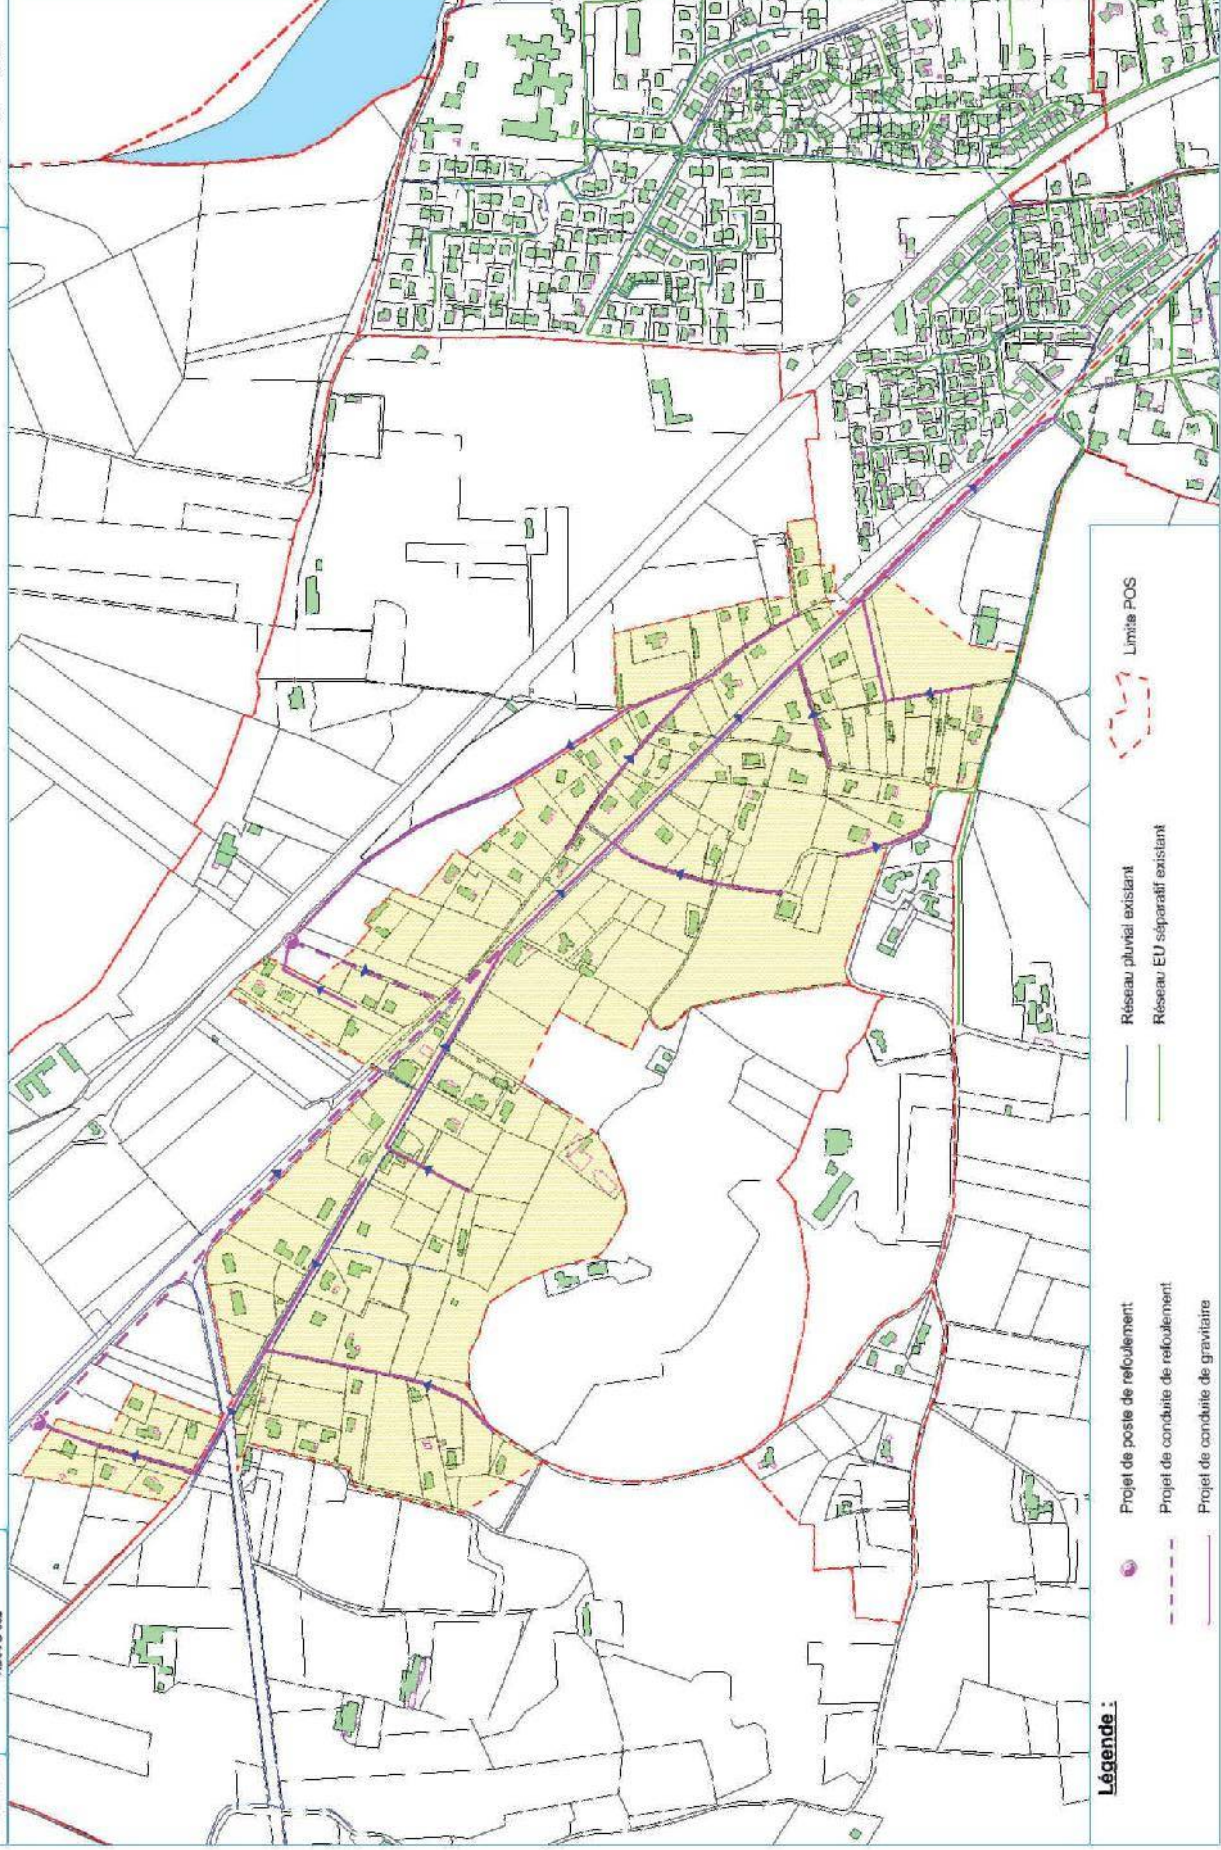 Légende :
Projet de poste de refoulement
Projet de conduite de refoulement
Projet de conduite de gravitaire
Réseau pluvial existant
Réseau EU séparatif existant
Limite POS